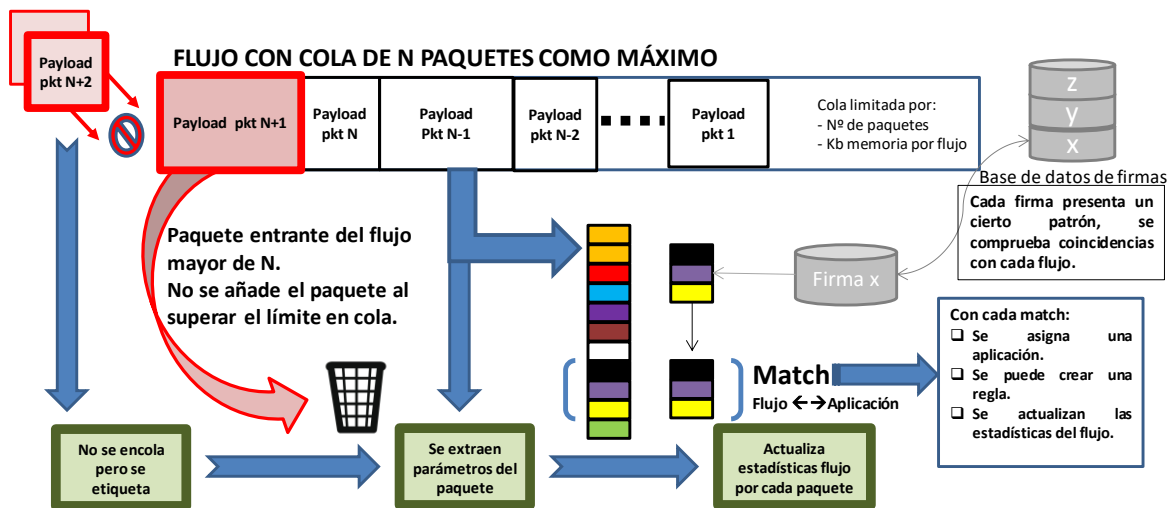 FLUJO CON COLA DE N PAQUETES COMO MÁXIMO
Payload
pkt N+2
Payload pkt N+1
Payload
pkt N
Payload
Pkt N-1
Payload
pkt N-2
Payload
pkt 1
Cola limitada por:
- Nº de paquetes
- Kb memoria por flujo
z
y
x
Base de datos de firmas
Cada firma presenta un
cierto patrón, se
comprueba coincidencias
con cada flujo.
Firma x
Paquete entrante del flujo
mayor de N.
No se añade el paquete al
superar el límite en cola.
Match
Flujo ←→Aplicación
Con cada match:
❑ Se asigna una
aplicación.
❑ Se puede crear una
regla.
❑ Se actualizan las
estadísticas del flujo.
No se encola
pero se
etiqueta
Se extraen
parámetros del
paquete
Actualiza
estadísticas flujo
por cada paquete